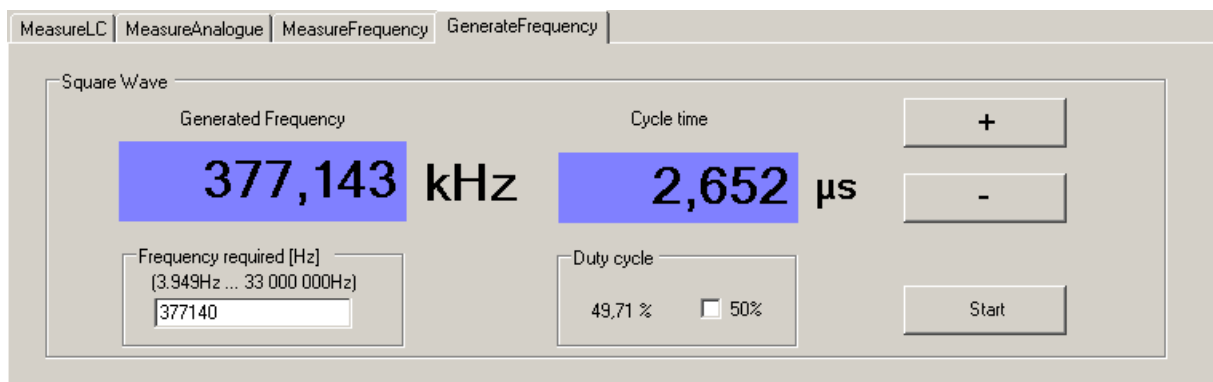 MeasureLC MeasureAnalogue MeasureFrequency GenerateFrequency
Square Wave
Generated Frequency
377,143 kHz
Cycle time
2,652 µs
+
-
Frequency required [Hz]
(3.949Hz ... 33 000 000Hz)
377140
Duty cycle
49,71 % 50%
Start